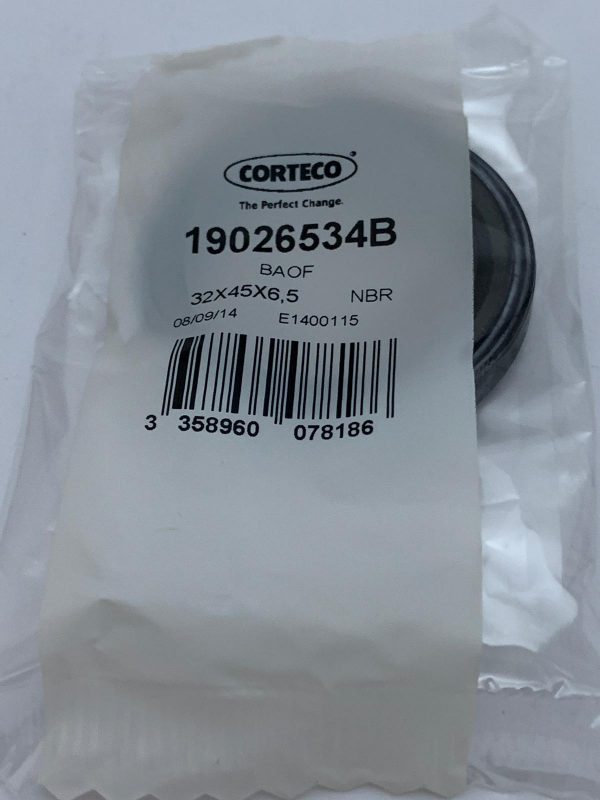 CORTECO
The Perfect Change.
19026534B
BAOF
32X45X6,5 NBR
08/09/14 E1400115
3 358960 078186